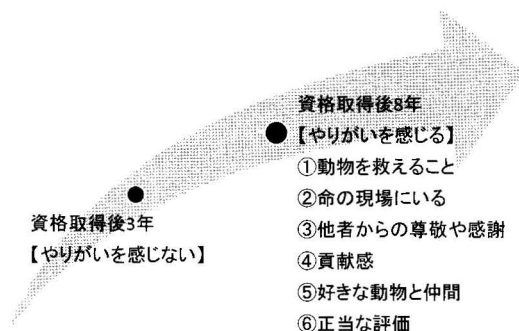 資格取得後8年
【やりがいを感じる】
①動物を救えること
②命の現場にいる
③他者からの尊敬や感謝
④貢献感
⑤好きな動物と仲間
⑥正当な評価
資格取得後3年
【やりがいを感じない】